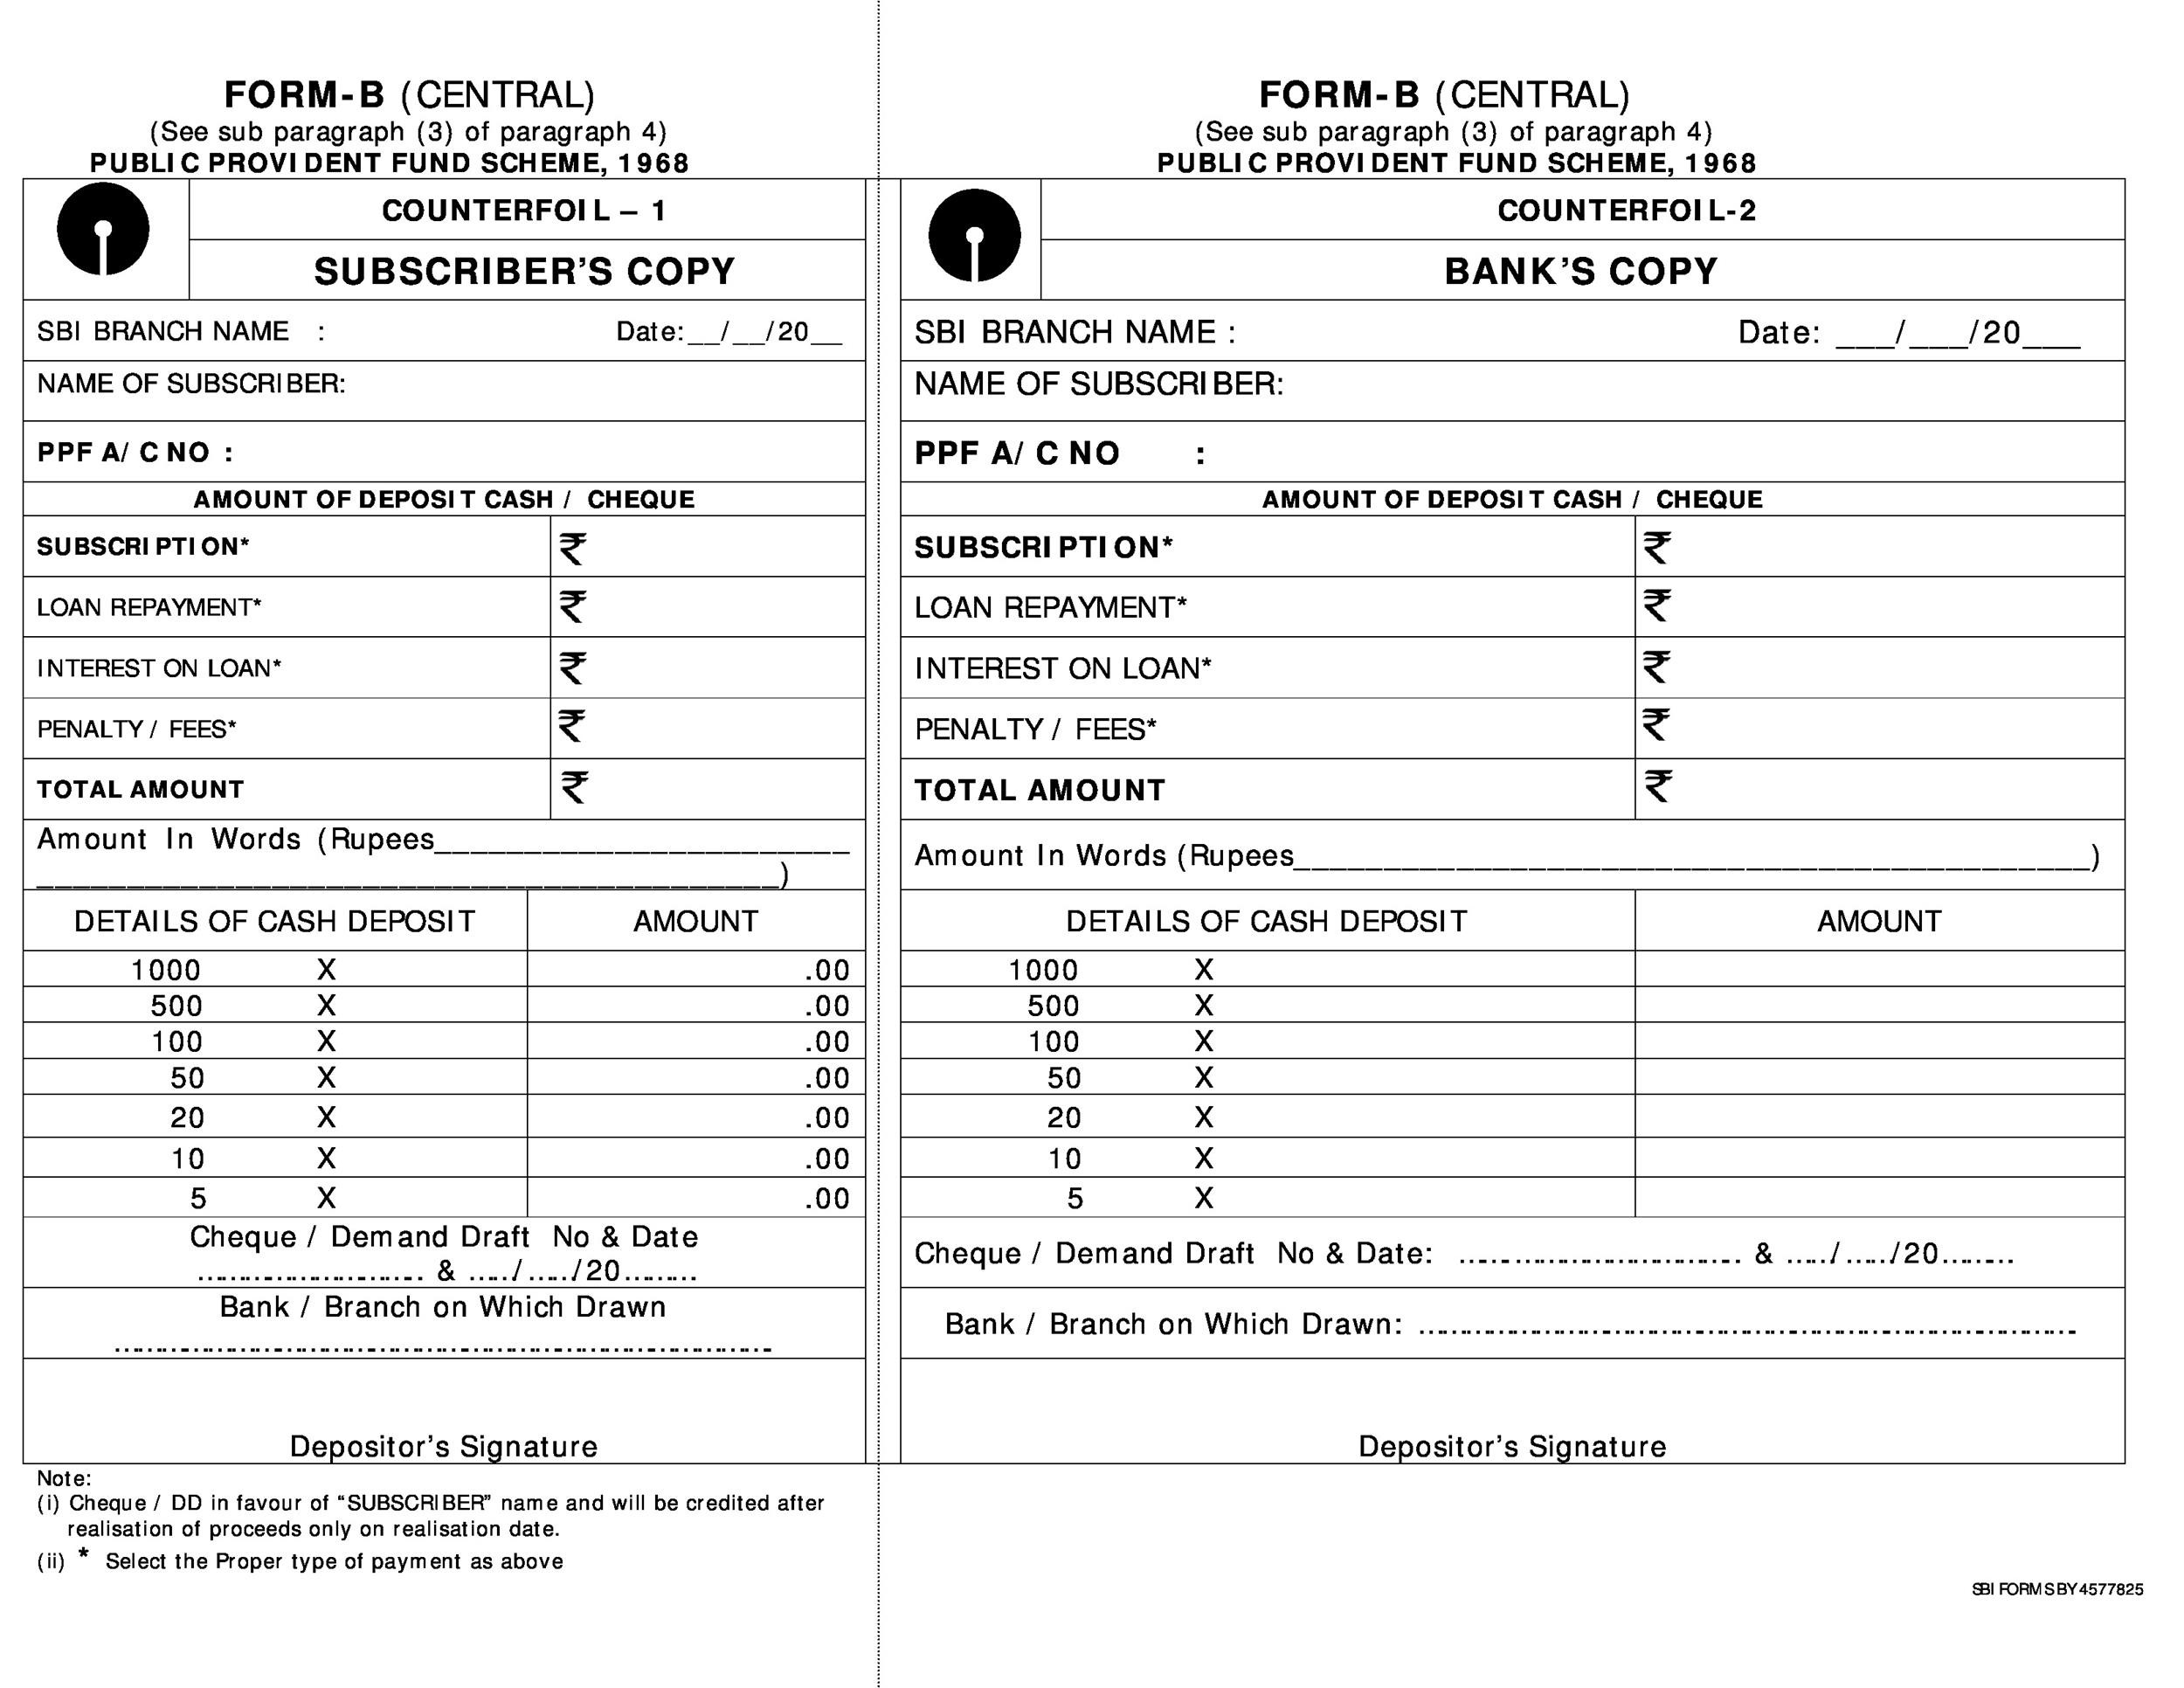 FORM-B (CENTRAL)
(See sub paragraph (3) of paragraph 4)
PUBLIC PROVIDENT FUND SCHEME, 1968
COUNTERFOIL – 1
SUBSCRIBER’S COPY
SBI BRANCH NAME : Date:__/__/20__
NAME OF SUBSCRIBER:
PPF A/C NO :
AMOUNT OF DEPOSIT CASH / CHEQUE
SUBSCRIPTION* ₹
LOAN REPAYMENT* ₹
INTEREST ON LOAN* ₹
PENALTY / FEES* ₹
TOTAL AMOUNT ₹
Amount In Words (Rupees_______________________
_________________________________________)
DETAILS OF CASH DEPOSIT AMOUNT
1000 X .00
500 X .00
100 X .00
50 X .00
20 X .00
10 X .00
5 X .00
Cheque / Demand Draft No & Date
........................... & ...../...../20........
Bank / Branch on Which Drawn
................................................................................
Depositor’s Signature
Note:
(i) Cheque / DD in favour of “SUBSCRIBER” name and will be credited after
realisation of proceeds only on realisation date.
(ii) * Select the Proper type of payment as above
FORM-B (CENTRAL)
(See sub paragraph (3) of paragraph 4)
PUBLIC PROVIDENT FUND SCHEME, 1968
COUNTERFOIL-2
BANK’S COPY
SBI BRANCH NAME : Date: ___/___/20___
NAME OF SUBSCRIBER:
PPF A/C NO :
AMOUNT OF DEPOSIT CASH / CHEQUE
SUBSCRIPTION* ₹
LOAN REPAYMENT* ₹
INTEREST ON LOAN* ₹
PENALTY / FEES* ₹
TOTAL AMOUNT ₹
Amount In Words (Rupees____________________________________________)
DETAILS OF CASH DEPOSIT AMOUNT
1000 X
500 X
100 X
50 X
20 X
10 X
5 X
Cheque / Demand Draft No & Date: ................................. & ...../...../20........
Bank / Branch on Which Drawn: ................................................................................
Depositor’s Signature
SBI FORMS BY 4577825